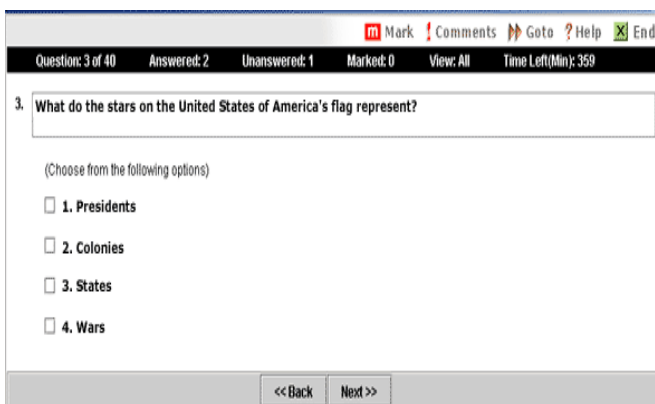 m Mark ! Comments Goto ? Help X End
Question: 3 of 40 Answered: 2 Unanswered: 1 Marked: 0 View: All Time Left(Min): 359
3. What do the stars on the United States of America's flag represent?
(Choose from the following options)
1. Presidents
2. Colonies
3. States
4. Wars
<< Back Next >>